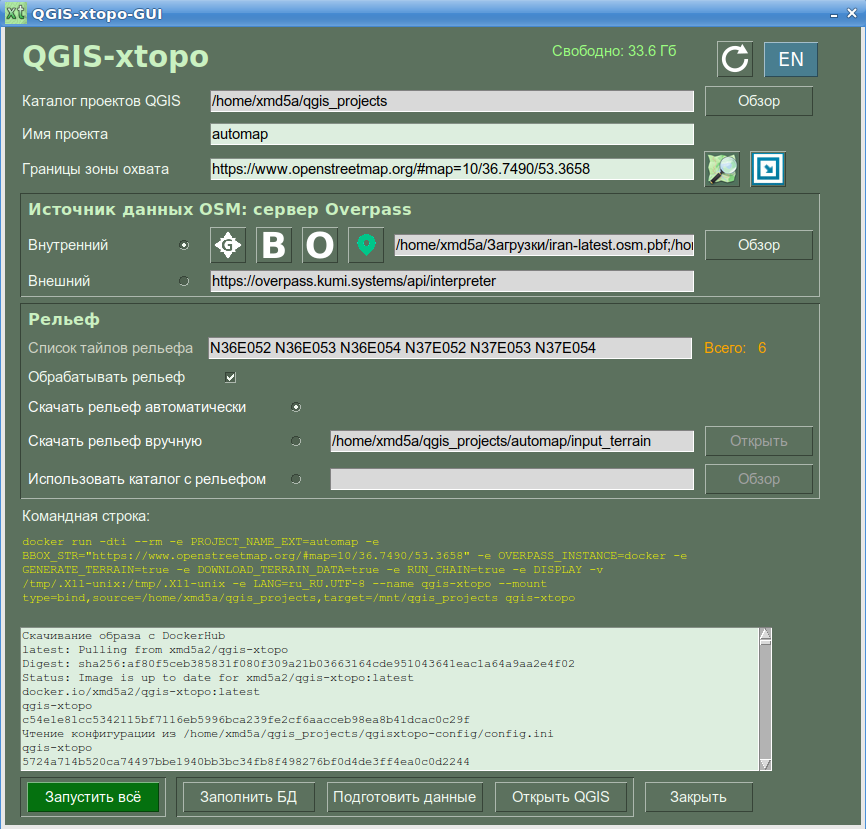 xt QGIS-xtopo-GUI
QGIS-xtopo
Свободно: 33.6 Гб
EN
Каталог проектов QGIS /home/xmd5a/qgis_projects Обзор
Имя проекта automap
Границы зоны охвата https://www.openstreetmap.org/#map=10/36.7490/53.3658
Источник данных OSM: сервер Overpass
Внутренний G B O /home/xmd5a/Загрузки/iran-latest.osm.pbf;/ho Обзор
Внешний https://overpass.kumi.systems/api/interpreter
Рельеф
Список тайлов рельефа N36E052 N36E053 N36E054 N37E052 N37E053 N37E054 Всего: 6
Обрабатывать рельеф
Скачать рельеф автоматически
Скачать рельеф вручную /home/xmd5a/qgis_projects/automap/input_terrain Открыть
Использовать каталог с рельефом Обзор
Командная строка:
docker run -dti --rm -e PROJECT_NAME_EXT=automap -e
BBOX_STR="https://www.openstreetmap.org/#map=10/36.7490/53.3658" -e OVERPASS_INSTANCE=docker -e
GENERATE_TERRAIN=true -e DOWNLOAD_TERRAIN_DATA=true -e RUN_CHAIN=true -e DISPLAY -v
/tmp/.X11-unix:/tmp/.X11-unix -e LANG=ru_RU.UTF-8 --name qgis-xtopo --mount
type=bind,source=/home/xmd5a/qgis_projects,target=/mnt/qgis_projects qgis-xtopo
Скачивание образа с DockerHub
latest: Pulling from xmd5a2/qgis-xtopo
Digest: sha256:af80f5ceb385831f080f309a21b03663164cde951043641eac1a64a9aa2e4f02
Status: Image is up to date for xmd5a2/qgis-xtopo:latest
docker.io/xmd5a2/qgis-xtopo:latest
qgis-xtopo
c54e1e81cc5342115bf7116eb5996bca239fe2cf6aacceb98ea8b41dcac0c29f
Чтение конфигурации из /home/xmd5a/qgis_projects/qgisxtopo-config/config.ini
qgis-xtopo
5724a714b520ca74497bbe1940bb3bc34fb8f498276bf0d4de3ff4ea0c0d2244
Запустить всё Заполнить БД Подготовить данные Открыть QGIS Закрыть